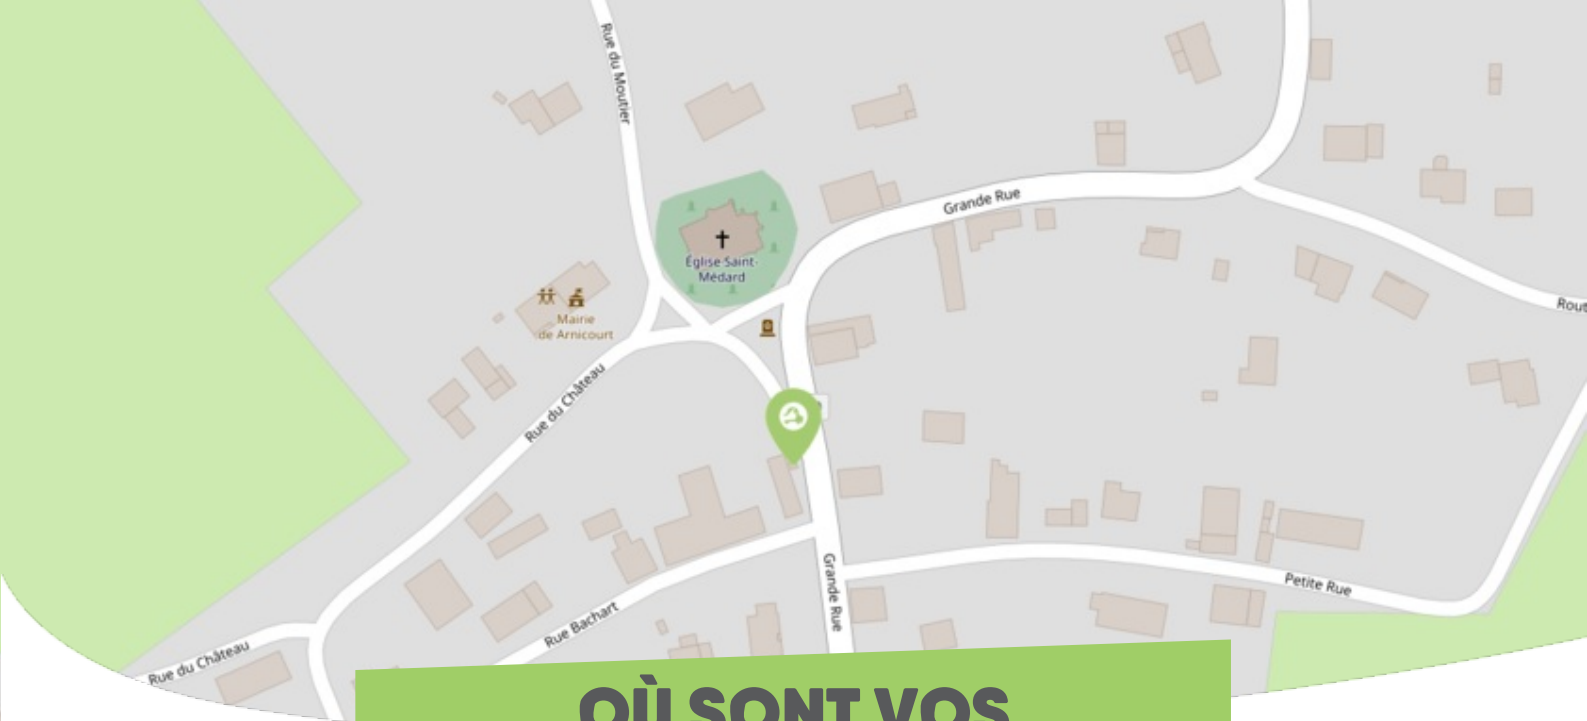 Rue du Moutier
Grande Rue
Église Saint-
Médard
Mairie
de Arnicourt
Rout
Rue du Château
Grande Rue
Petite Rue
Rue Bachart
Rue du Château
OÙ SONT VOS